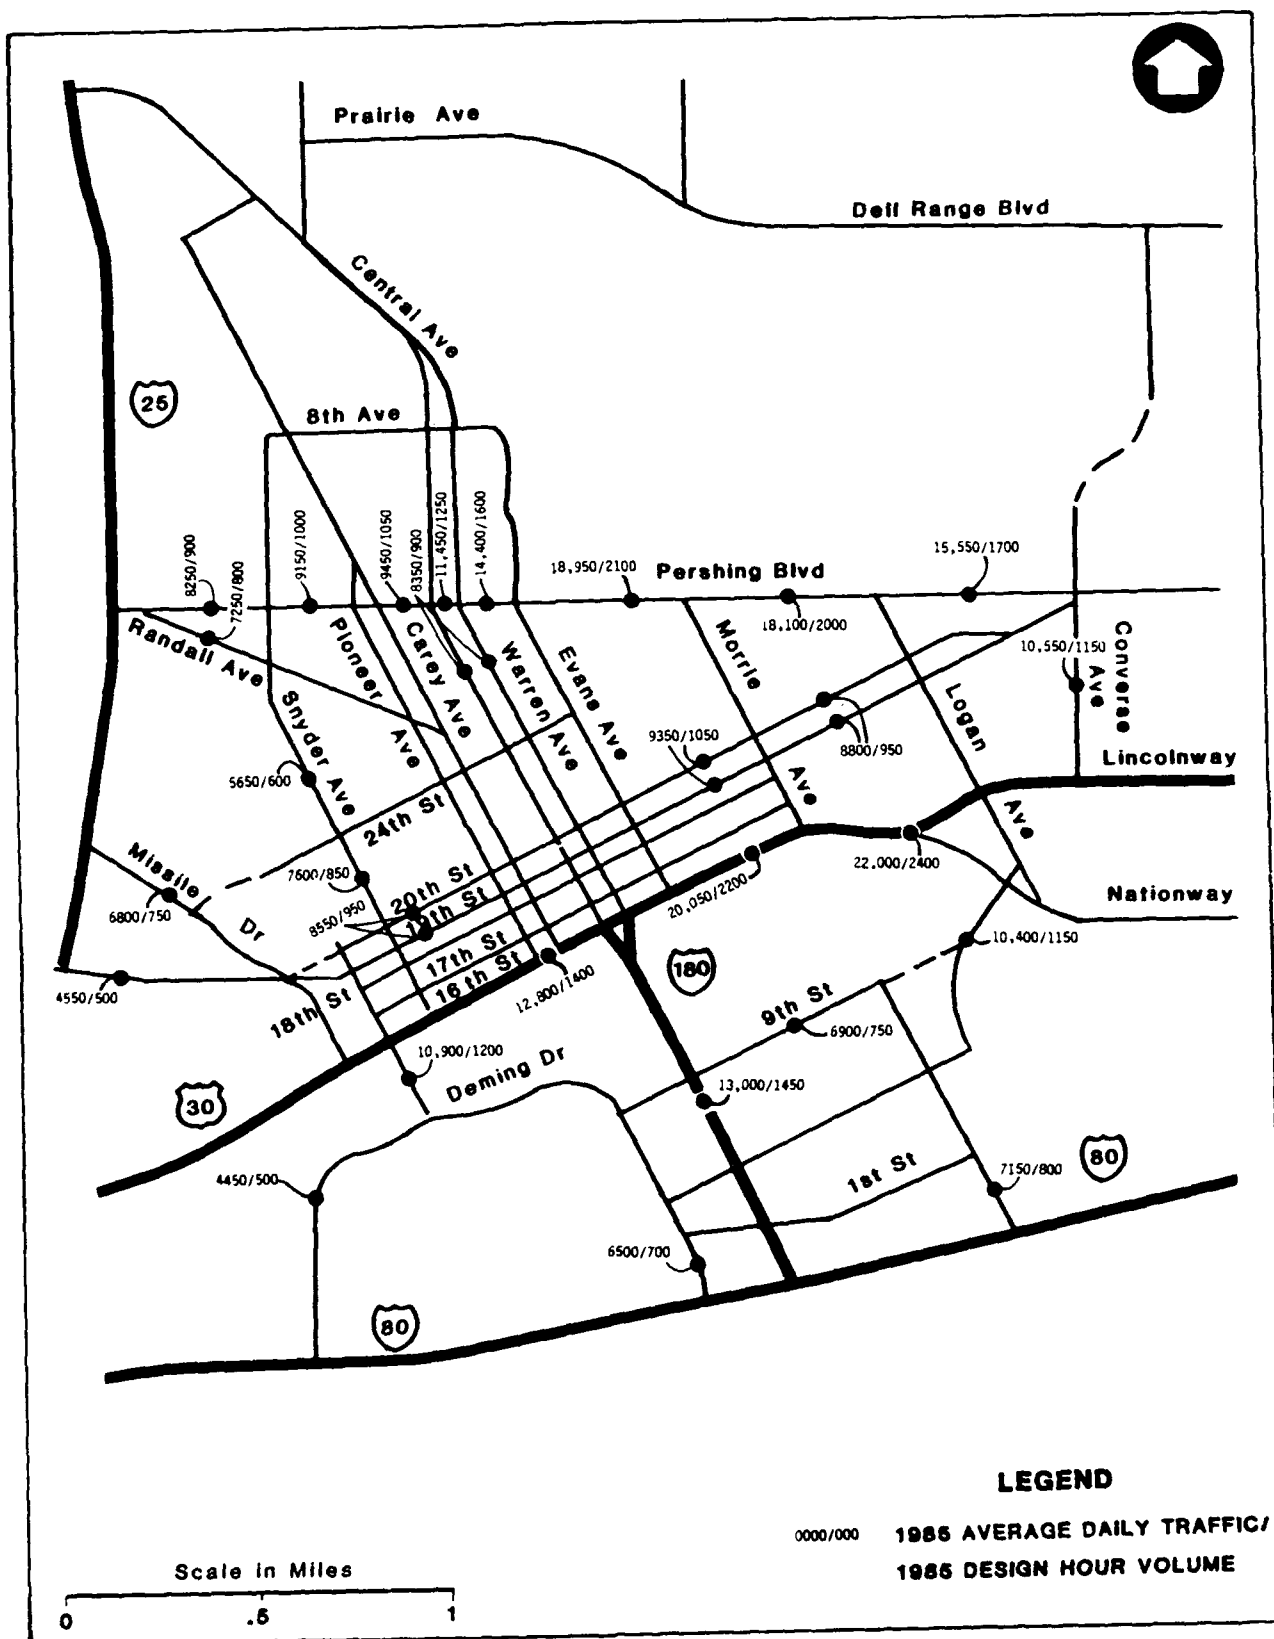 Prairie Ave
Dell Range Blvd
Central Ave
25
8th Ave
8250/900
7250/800
9150/1000
9450/1050
8350/900
11,450/1250
14,400/1600
18,950/2100
Pershing Blvd
15,550/1700
18,100/2000
Randall Ave
Pioneer Ave
Carey Ave
Warren Ave
Evans Ave
Morrie Ave
Logan Ave
10,550/1150
Converse Ave
Snyder Ave
5650/600
9350/1050
8800/950
Lincolnway
24th St
Missile Dr
7600/850
20th St
19th St
22,000/2400
Nationway
6800/750
8550/950
20,050/2200
17th St
16th St
180
10,400/1150
4550/500
18th St
12,800/1400
9th St
6900/750
10,900/1200
Deming Dr
13,000/1450
30
4450/500
1st St
7150/800
80
6500/700
80
LEGEND
0000/000 1985 AVERAGE DAILY TRAFFIC/
1985 DESIGN HOUR VOLUME
Scale in Miles
0 .5 1